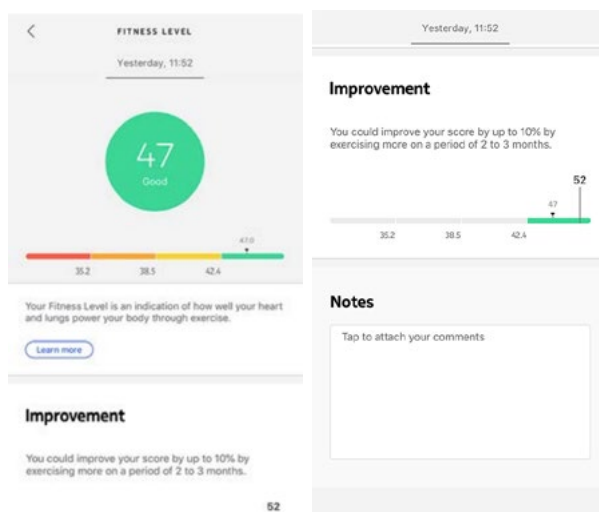 FITNESS LEVEL
Yesterday, 11:52
47
Good
47.0
35.2 38.5 42.4
Your Fitness Level is an indication of how well your heart
and lungs power your body through exercise.
Learn more
Improvement
You could improve your score by up to 10% by
exercising more on a period of 2 to 3 months.
52
Yesterday, 11:52
Improvement
You could improve your score by up to 10% by
exercising more on a period of 2 to 3 months.
52
47
35.2 38.5 42.4
Notes
Tap to attach your comments